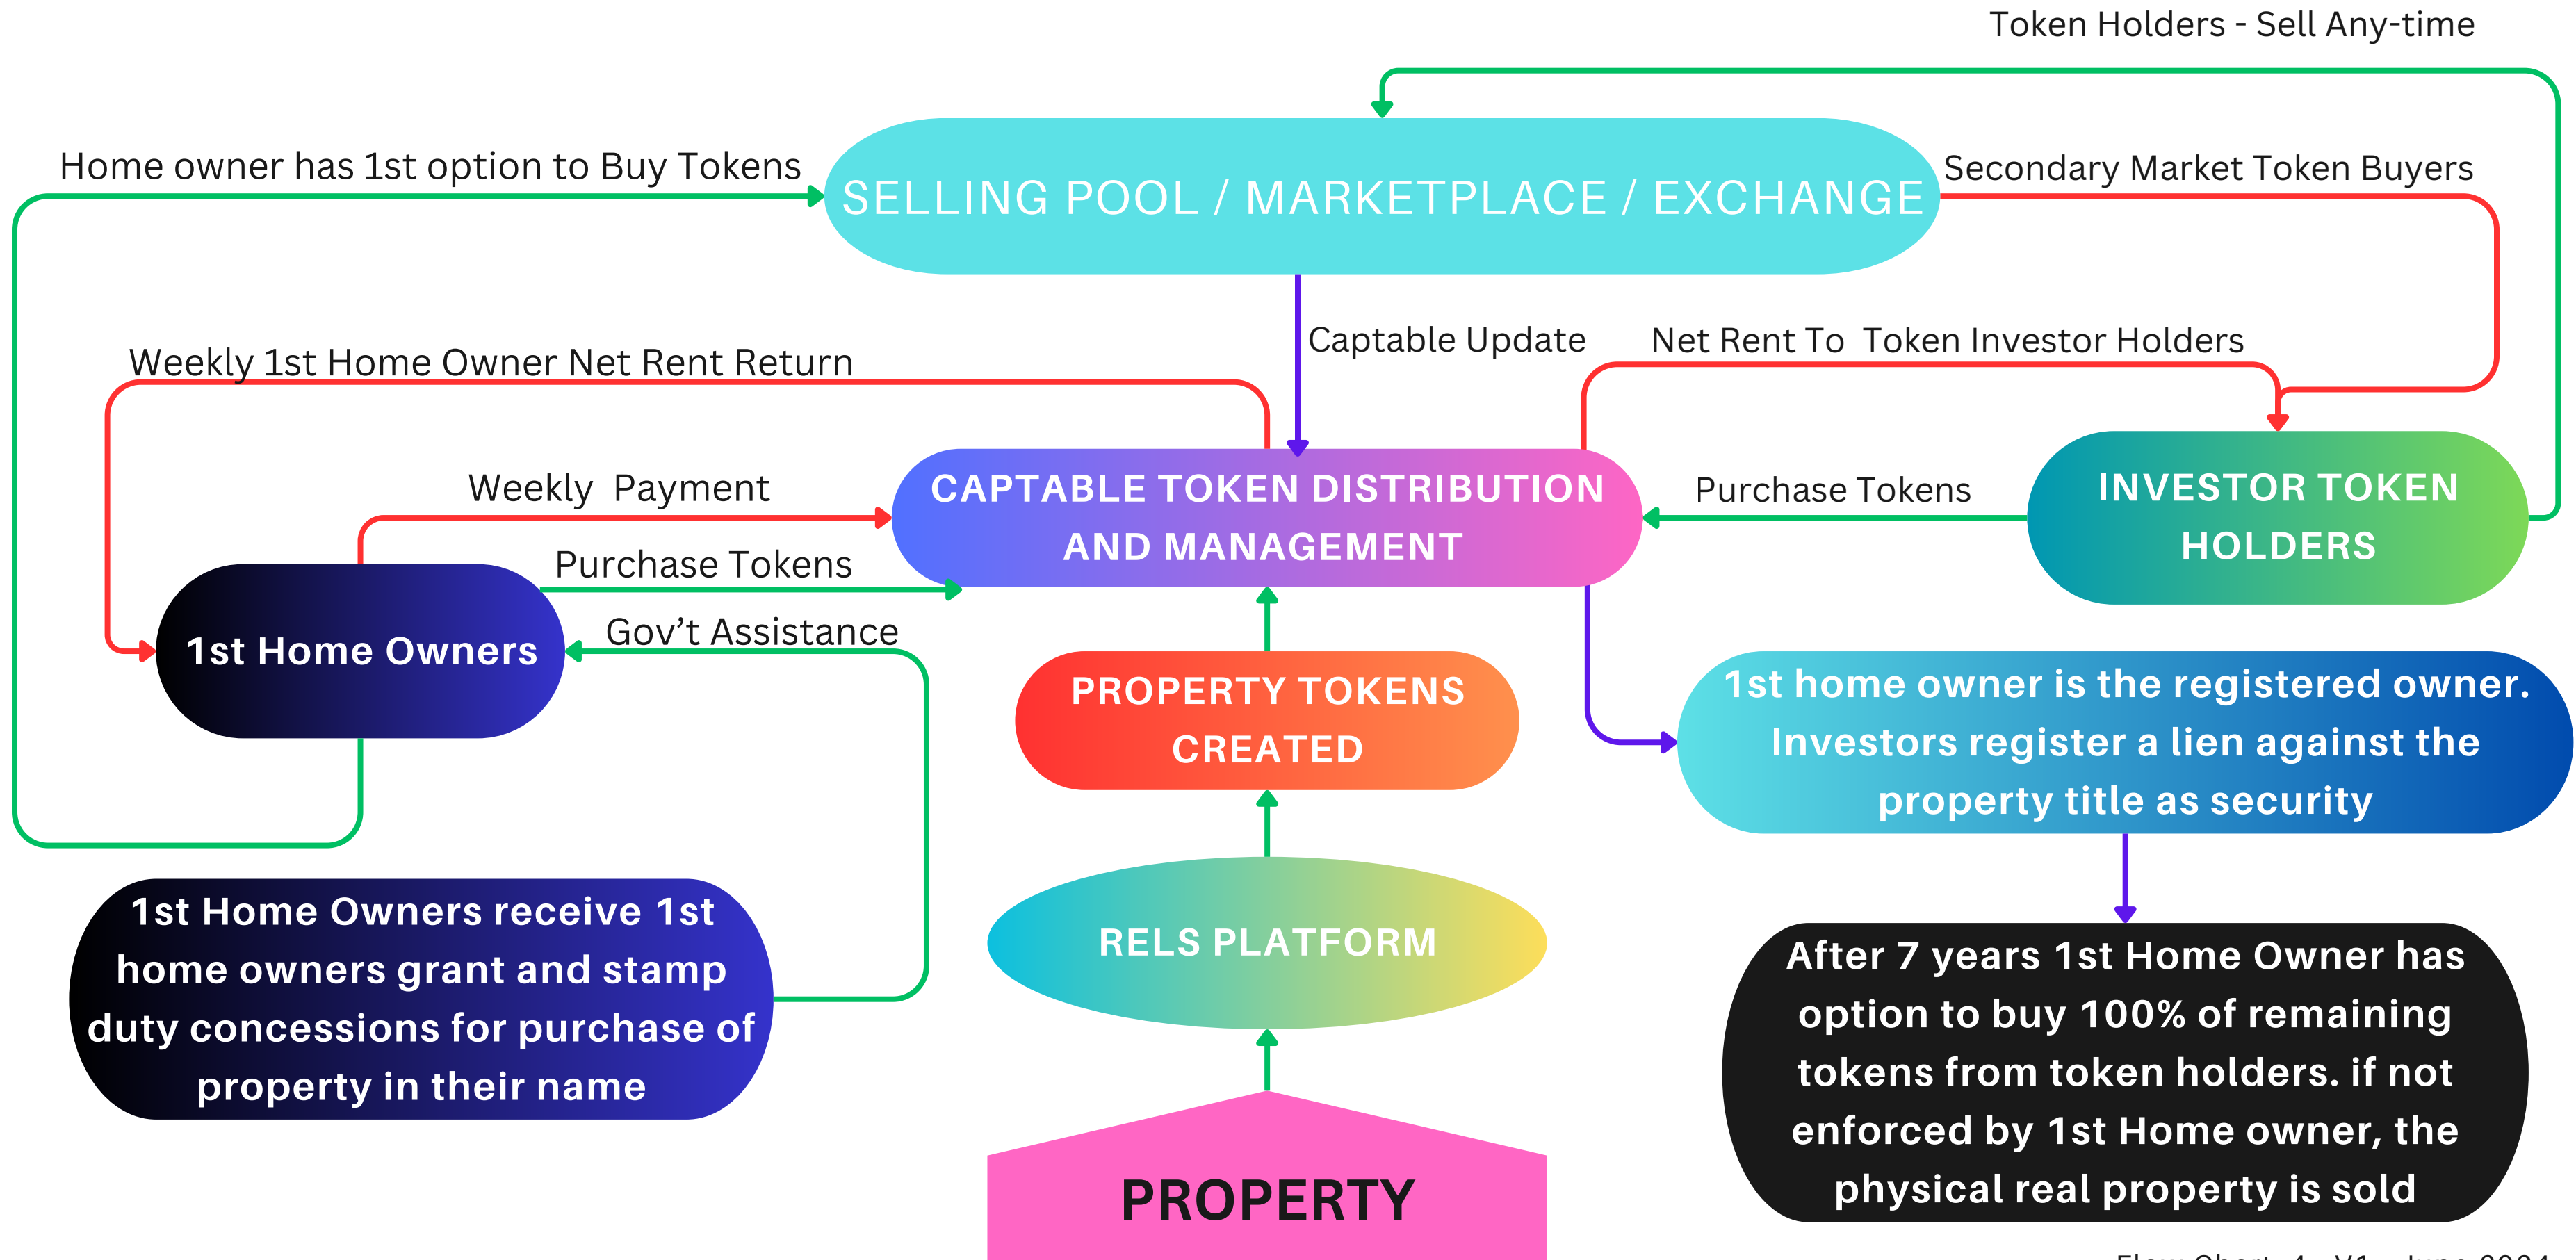 Token Holders - Sell Any-time
Home owner has 1st option to Buy Tokens
SELLING POOL / MARKETPLACE / EXCHANGE
Secondary Market Token Buyers
Captable Update
Net Rent To Token Investor Holders
Weekly 1st Home Owner Net Rent Return
Weekly Payment
CAPTABLE TOKEN DISTRIBUTION
AND MANAGEMENT
Purchase Tokens
INVESTOR TOKEN
HOLDERS
Purchase Tokens
Gov’t Assistance
1st Home Owners
PROPERTY TOKENS
CREATED
1st home owner is the registered owner.
Investors register a lien against the
property title as security
1st Home Owners receive 1st
home owners grant and stamp
duty concessions for purchase of
property in their name
RELS PLATFORM
After 7 years 1st Home Owner has
option to buy 100% of remaining
tokens from token holders. if not
enforced by 1st Home owner, the
physical real property is sold
PROPERTY